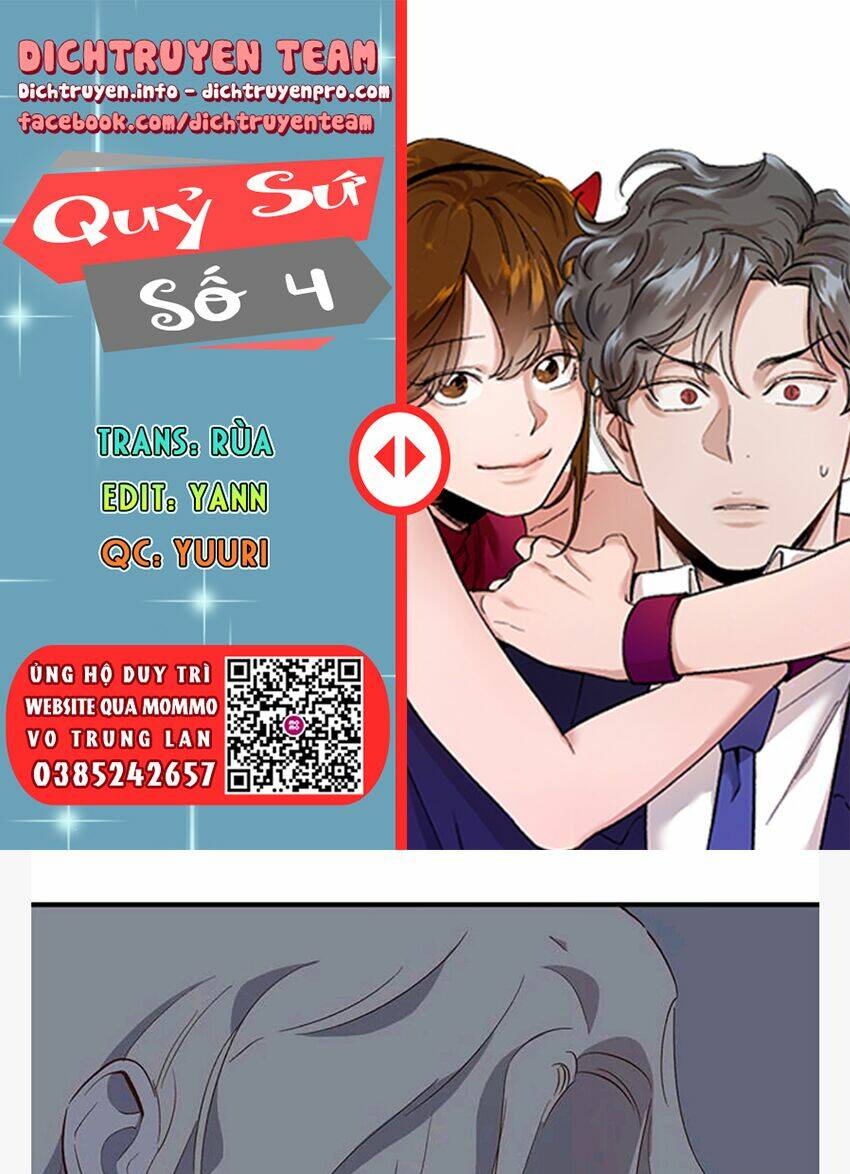 DICHTRUYEN TEAM
Dichtruyen.info - dichtruyenpro.com
facebook.com/dichtruyenteam
Quỷ Sứ
Số 4
TRANS: RÙA
EDIT: YANN
QC: YUURI
ỦNG HỘ DUY TRÌ
WEBSITE QUA MOMMO
VO TRUNG LAN
0385242657